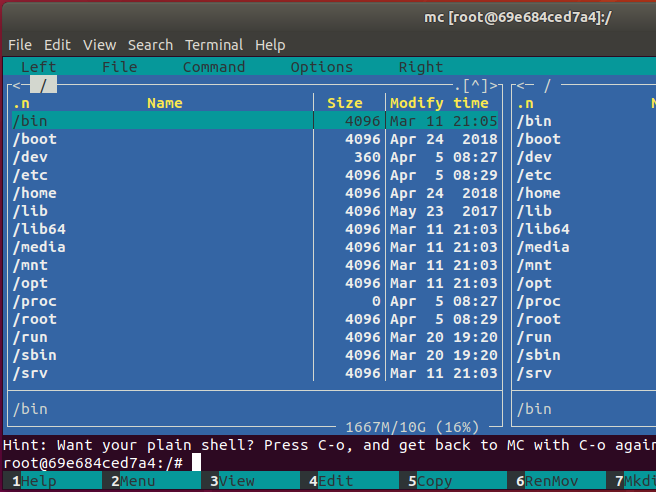 mc [root@69e684ced7a4]:/
File Edit View Search Terminal Help
Left File Command Options Right
<─ / .[^]> <─ /
.n Name Size Modify time .n
/bin 4096 Mar 11 21:05 /bin
/boot 4096 Apr 24 2018 /boot
/dev 360 Apr 5 08:27 /dev
/etc 4096 Apr 5 08:29 /etc
/home 4096 Apr 24 2018 /home
/lib 4096 May 23 2017 /lib
/lib64 4096 Mar 11 21:03 /lib64
/media 4096 Mar 11 21:03 /media
/mnt 4096 Mar 11 21:03 /mnt
/opt 4096 Mar 11 21:03 /opt
/proc 0 Apr 5 08:27 /proc
/root 4096 Apr 5 08:29 /root
/run 4096 Mar 20 19:20 /run
/sbin 4096 Mar 20 19:20 /sbin
/srv 4096 Mar 11 21:03 /srv
/bin /bin
1667M/10G (16%)
Hint: Want your plain shell? Press C-o, and get back to MC with C-o again
root@69e684ced7a4:/#
1Help 2Menu 3View 4Edit 5Copy 6RenMov 7Mkdi